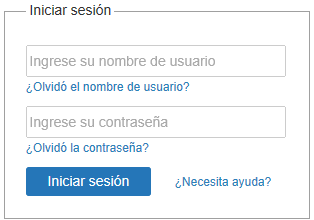 Iniciar sesión
Ingrese su nombre de usuario
¿Olvidó el nombre de usuario?
Ingrese su contraseña
¿Olvidó la contraseña?
Iniciar sesión ¿Necesita ayuda?